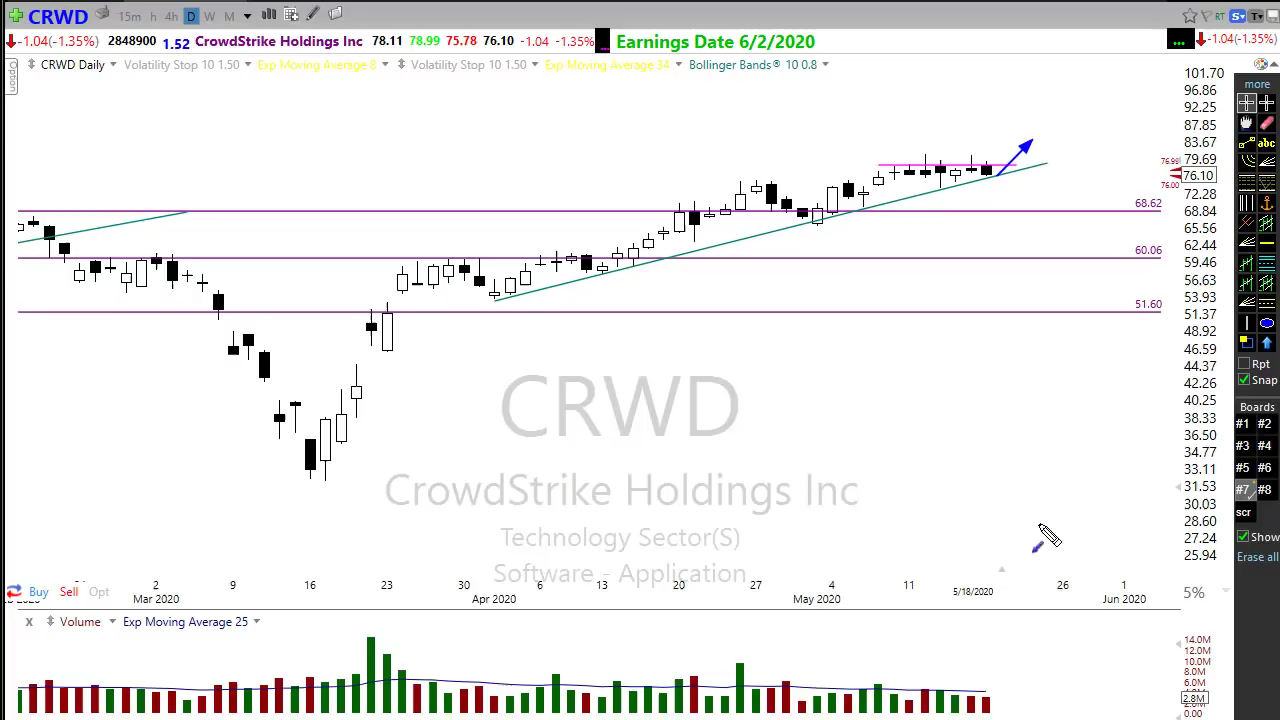 CRWD 15m h 4h D W M RT S T
-1.04(-1.35%) 2848900 1.52 CrowdStrike Holdings Inc 78.11 78.99 75.78 76.10 -1.04 -1.35% ... Earnings Date 6/2/2020 ... -1.04(-1.35%)
Option
CRWD Daily Volatility Stop 10 1.50 Exp Moving Average 8 Volatility Stop 10 1.50 Exp Moving Average 34 Bollinger Bands® 10 0.8
101.70
96.86
92.25
87.85
83.67
79.69
76.99
76.10
76.00
72.28
68.84
65.56
62.44
59.46
56.63
53.93
51.37
48.92
46.59
44.37
42.26
40.25
38.33
36.50
34.77
33.11
31.53
30.03
28.60
27.24
25.94
68.62
60.06
51.60
CRWD
CrowdStrike Holdings Inc
Technology Sector(S)
Software - Application
2 9 16 23 30 6 13 20 27 4 11 26 1
Mar 2020 Apr 2020 May 2020 5/18/2020 Jun 2020
Buy Sell Opt
5%
x Volume Exp Moving Average 25
14.0M
12.0M
10.0M
8.0M
6.0M
2.8M
2.0M
0.00
more
abc
Rpt
Snap
Boards
#1 #2
#3 #4
#5 #6
#7 #8
scr
Show
Erase all